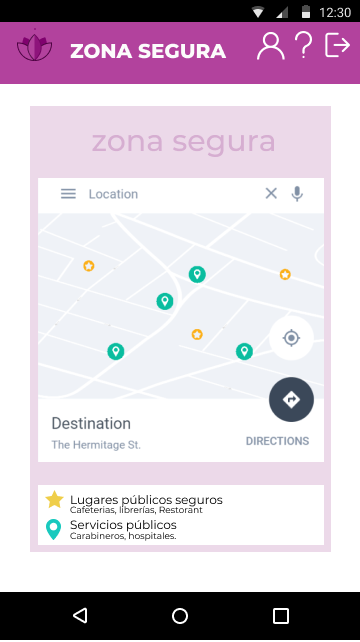 12:30
ZONA SEGURA
zona segura
Location
Destination
The Hermitage St.
DIRECTIONS
Lugares públicos seguros
Cafeterias, librerías, Restorant
Servicios públicos
Carabineros, hospitales.